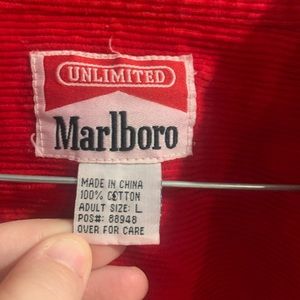 UNLIMITED
Marlboro
MADE IN CHINA
100% COTTON
ADULT SIZE: L
POS#: 88948
OVER FOR CARE